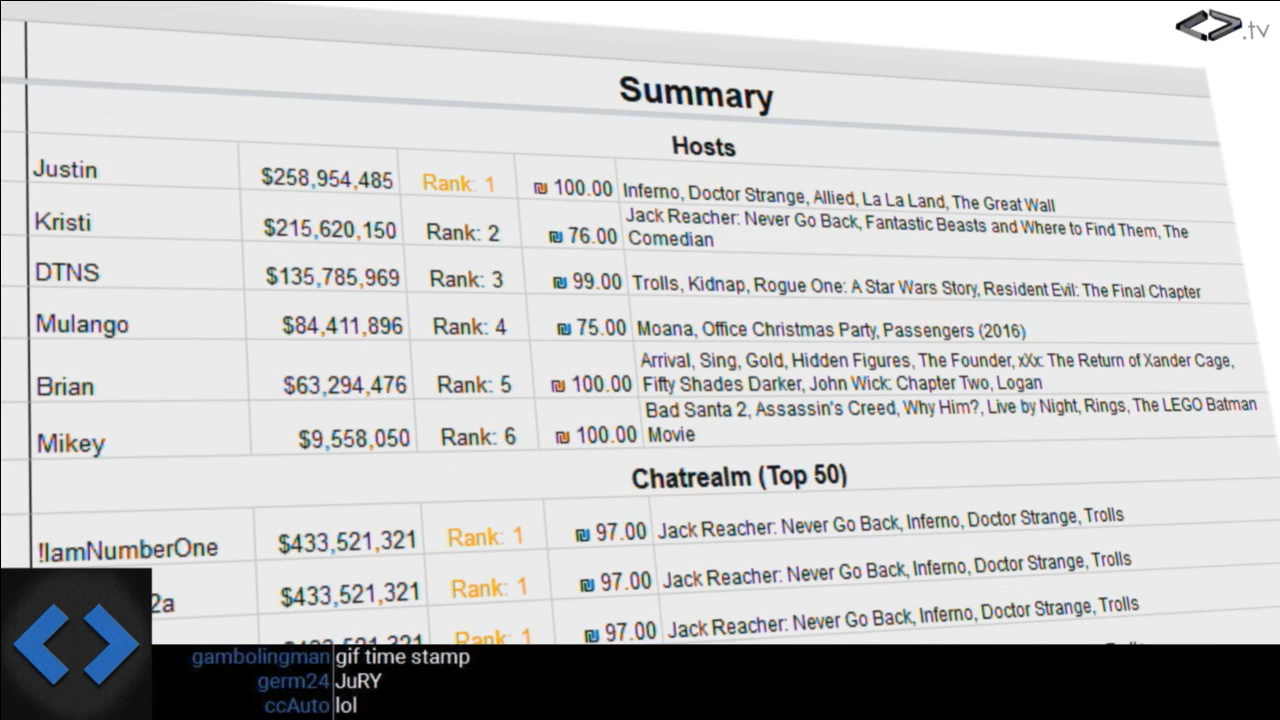 .tv
Summary
Hosts
Justin $258,954,485 Rank: 1 ₪ 100.00 Inferno, Doctor Strange, Allied, La La Land, The Great Wall
Kristi $215,620,150 Rank: 2 ₪ 76.00 Jack Reacher: Never Go Back, Fantastic Beasts and Where to Find Them, The
Comedian
DTNS $135,785,969 Rank: 3 ₪ 99.00 Trolls, Kidnap, Rogue One: A Star Wars Story, Resident Evil: The Final Chapter
Mulango $84,411,896 Rank: 4 ₪ 75.00 Moana, Office Christmas Party, Passengers (2016)
Brian $63,294,476 Rank: 5 ₪ 100.00 Arrival, Sing, Gold, Hidden Figures, The Founder, xXx: The Return of Xander Cage,
Fifty Shades Darker, John Wick: Chapter Two, Logan
Mikey $9,558,050 Rank: 6 ₪ 100.00 Bad Santa 2, Assassin's Creed, Why Him?, Live by Night, Rings, The LEGO Batman
Movie
Chatrealm (Top 50)
!IamNumberOne $433,521,321 Rank: 1 ₪ 97.00 Jack Reacher: Never Go Back, Inferno, Doctor Strange, Trolls
2a $433,521,321 Rank: 1 ₪ 97.00 Jack Reacher: Never Go Back, Inferno, Doctor Strange, Trolls
Rank: 1 ₪ 97.00 Jack Reacher: Never Go Back, Inferno, Doctor Strange, Trolls
gambolingman gif time stamp
germ24 JuRY
ccAuto lol